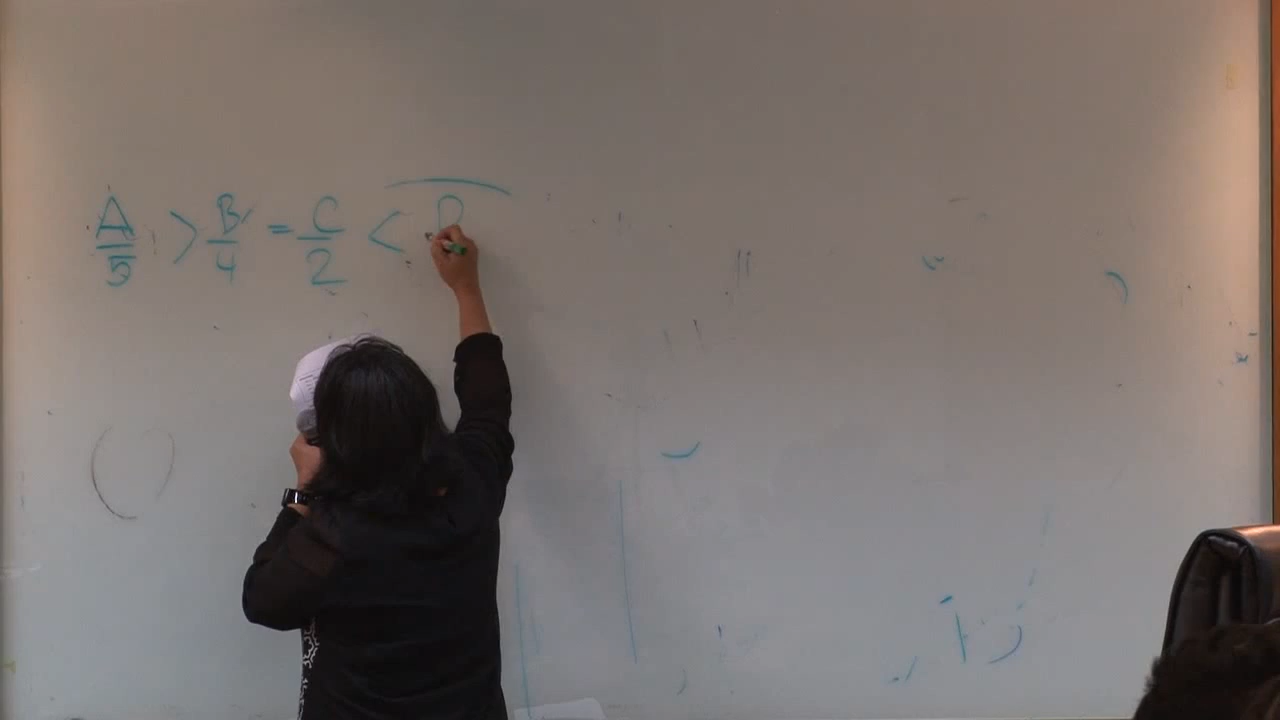 A/5 > B/4 = C/2 < D